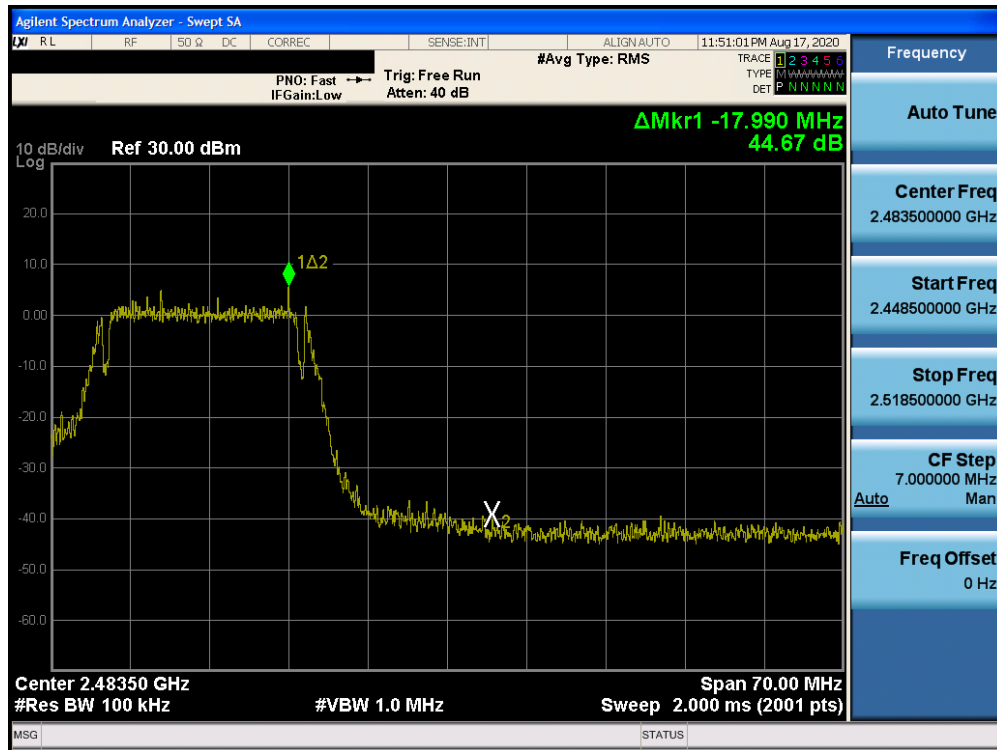 Agilent Spectrum Analyzer - Swept SA
LXI RL RF 50 Ω DC CORREC SENSE:INT ALIGN AUTO 11:51:01 PM Aug 17, 2020
Frequency
#Avg Type: RMS TRACE 1 2 3 4 5 6
PNO: Fast Trig: Free Run TYPE M
IFGain:Low Atten: 40 dB DET P N N N N N
Auto Tune
ΔMkr1 -17.990 MHz
44.67 dB
10 dB/div Ref 30.00 dBm
Log
Center Freq
2.483500000 GHz
20.0
10.0
1Δ2
Start Freq
2.448500000 GHz
0.00
-10.0
Stop Freq
2.518500000 GHz
-20.0
-30.0
CF Step
7.000000 MHz
Auto Man
-40.0
2
-50.0
Freq Offset
0 Hz
-60.0
Center 2.48350 GHz Span 70.00 MHz
#Res BW 100 kHz #VBW 1.0 MHz Sweep 2.000 ms (2001 pts)
MSG STATUS